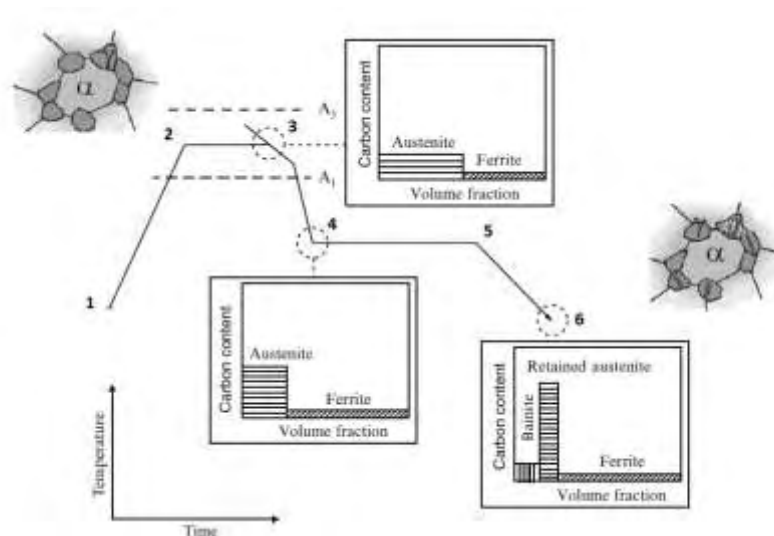 α
A₃
2
3
Carbon content
Austenite
Ferrite
Volume fraction
A₁
1
4
5
α
6
Carbon content
Austenite
Ferrite
Volume fraction
Carbon content
Retained austenite
Bainite
Ferrite
Volume fraction
Temperature
Time